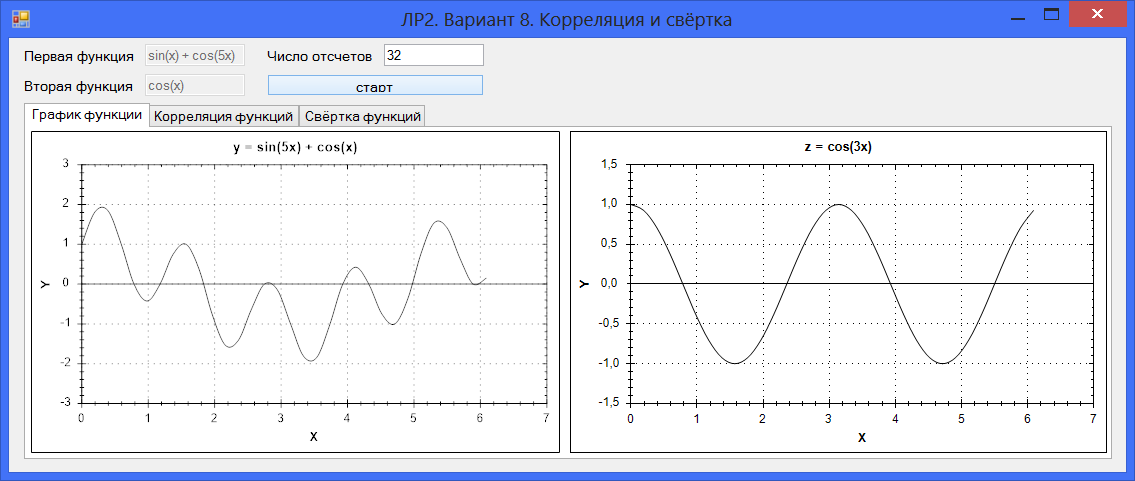 ЛР2. Вариант 8. Корреляция и свёртка
Первая функция sin(x) + cos(5x) Число отсчетов 32
Вторая функция cos(x) старт
График функции Корреляция функций Свёртка функций
y = sin(5x) + cos(x)
3
2
1
0
-1
-2
-3
Y
0 1 2 3 4 5 6 7
X
z = cos(3x)
1,5
1,0
0,5
0,0
-0,5
-1,0
-1,5
Y
0 1 2 3 4 5 6 7
X